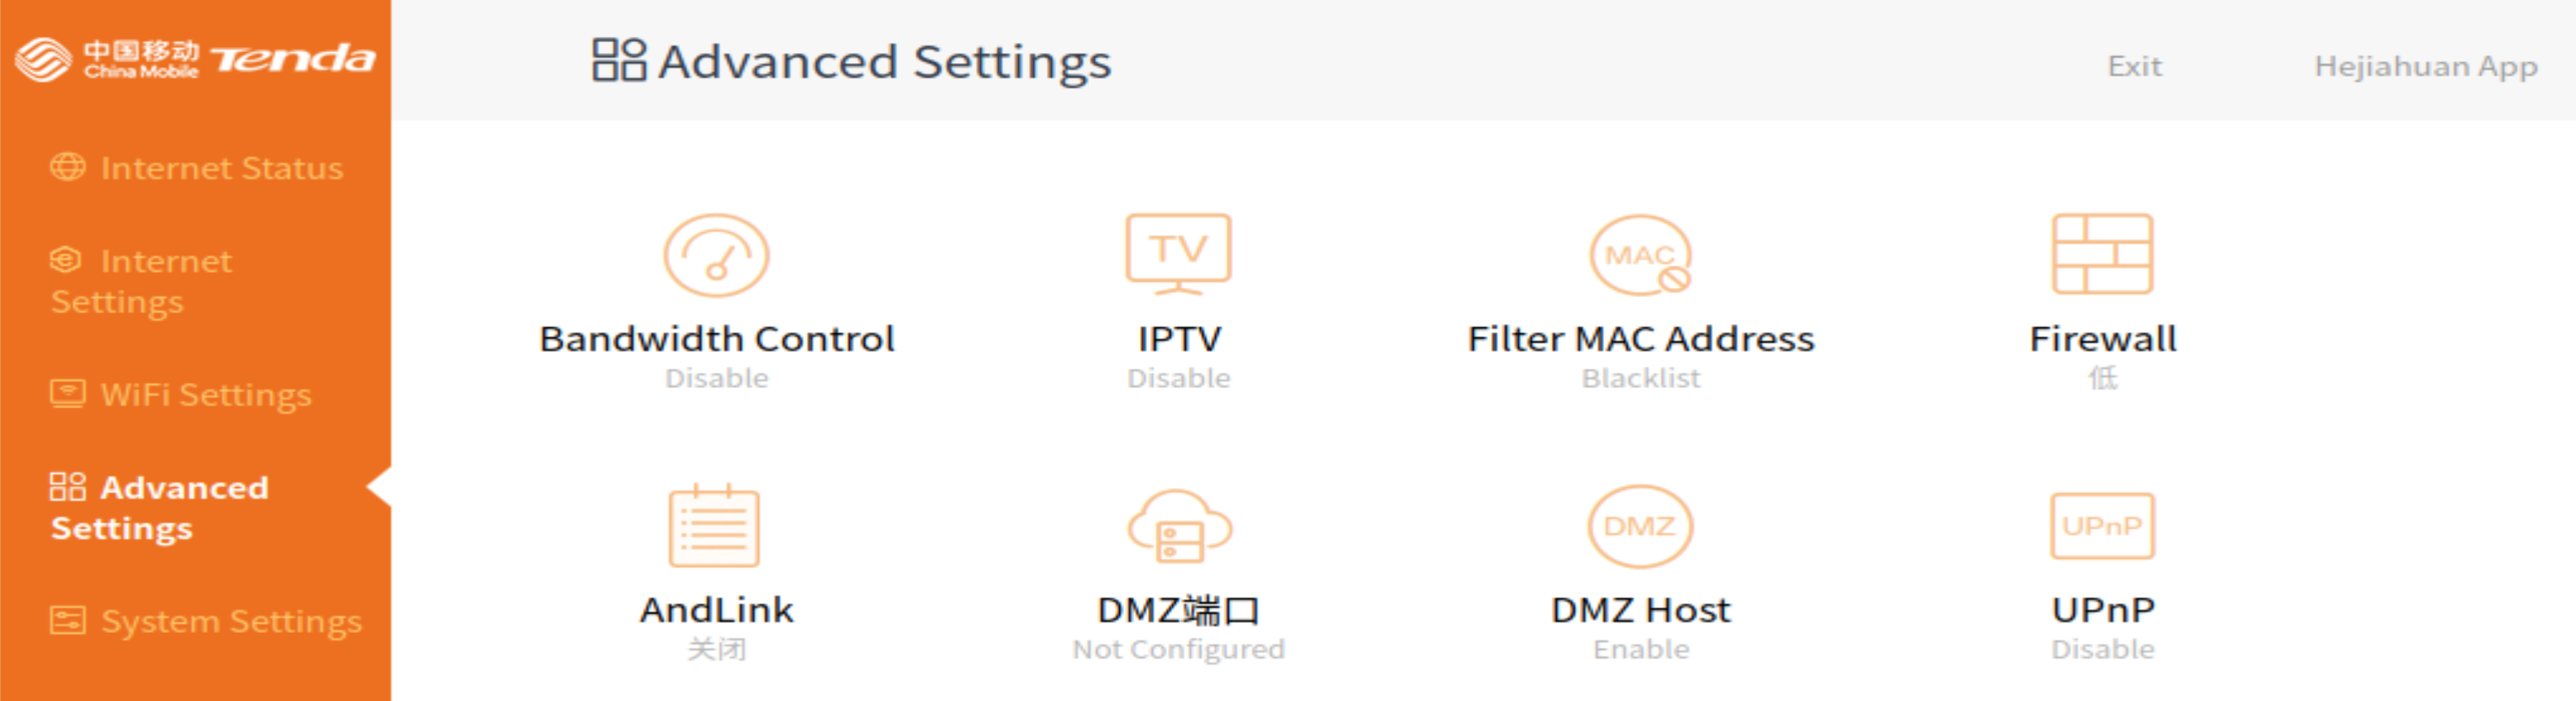 中国移动
China Mobile
Tenda
Advanced Settings
Exit
Hejiahuan App
Internet Status
Internet
Settings
WiFi Settings
Advanced
Settings
System Settings
TV
MAC
Bandwidth Control
IPTV
Filter MAC Address
Firewall
Disable
Disable
Blacklist
低
DMZ
UPnP
AndLink
DMZ端口
DMZ Host
UPnP
关闭
Not Configured
Enable
Disable